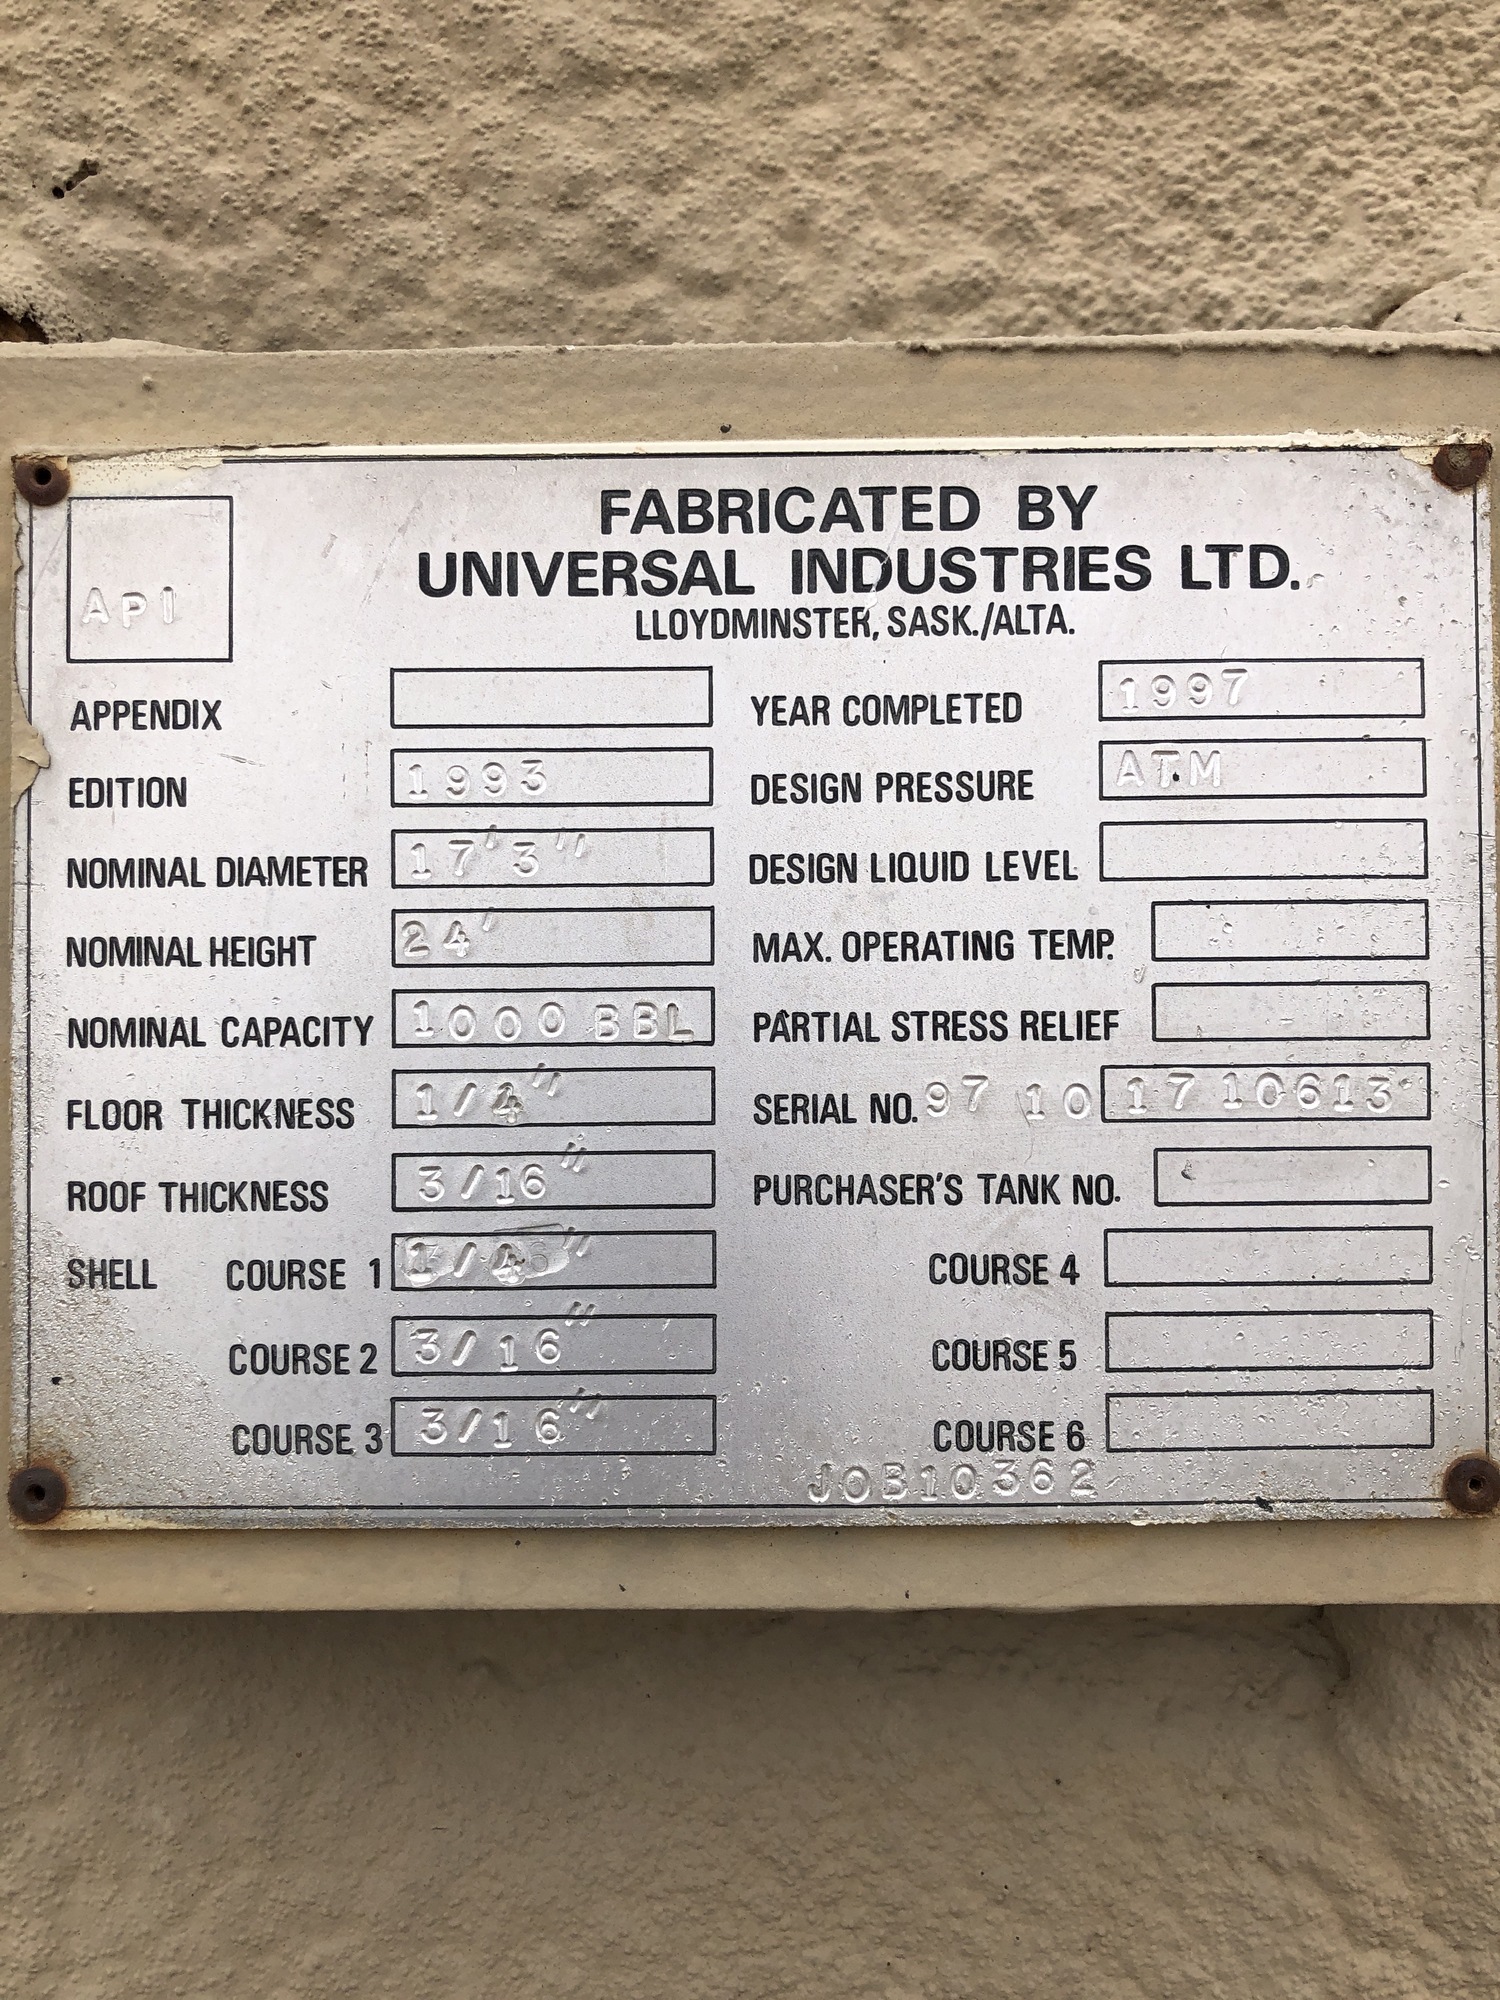 FABRICATED BY
UNIVERSAL INDUSTRIES LTD.
LLOYDMINSTER, SASK./ALTA.
API
APPENDIX
YEAR COMPLETED 1997
EDITION 1993
DESIGN PRESSURE ATM
NOMINAL DIAMETER 17'3"
DESIGN LIQUID LEVEL
NOMINAL HEIGHT 24'
MAX. OPERATING TEMP.
NOMINAL CAPACITY 1000 BBL
PARTIAL STRESS RELIEF
FLOOR THICKNESS 1/4"
SERIAL NO. 97 10 17 10613
ROOF THICKNESS 3/16"
PURCHASER'S TANK NO.
SHELL COURSE 1 1/4"
COURSE 4
COURSE 2 3/16"
COURSE 5
COURSE 3 3/16"
COURSE 6
JOB10362